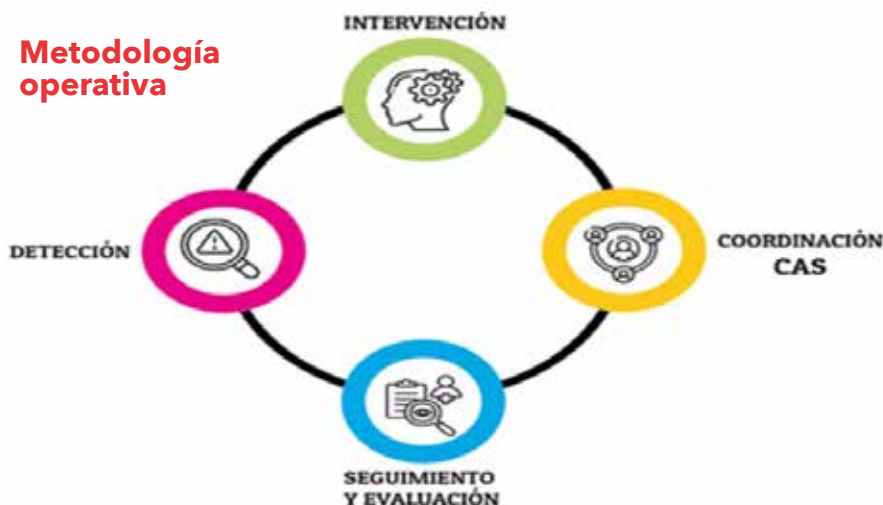 Metodología
operativa
INTERVENCIÓN
DETECCIÓN
COORDINACIÓN
CAS
SEGUIMIENTO
Y EVALUACIÓN